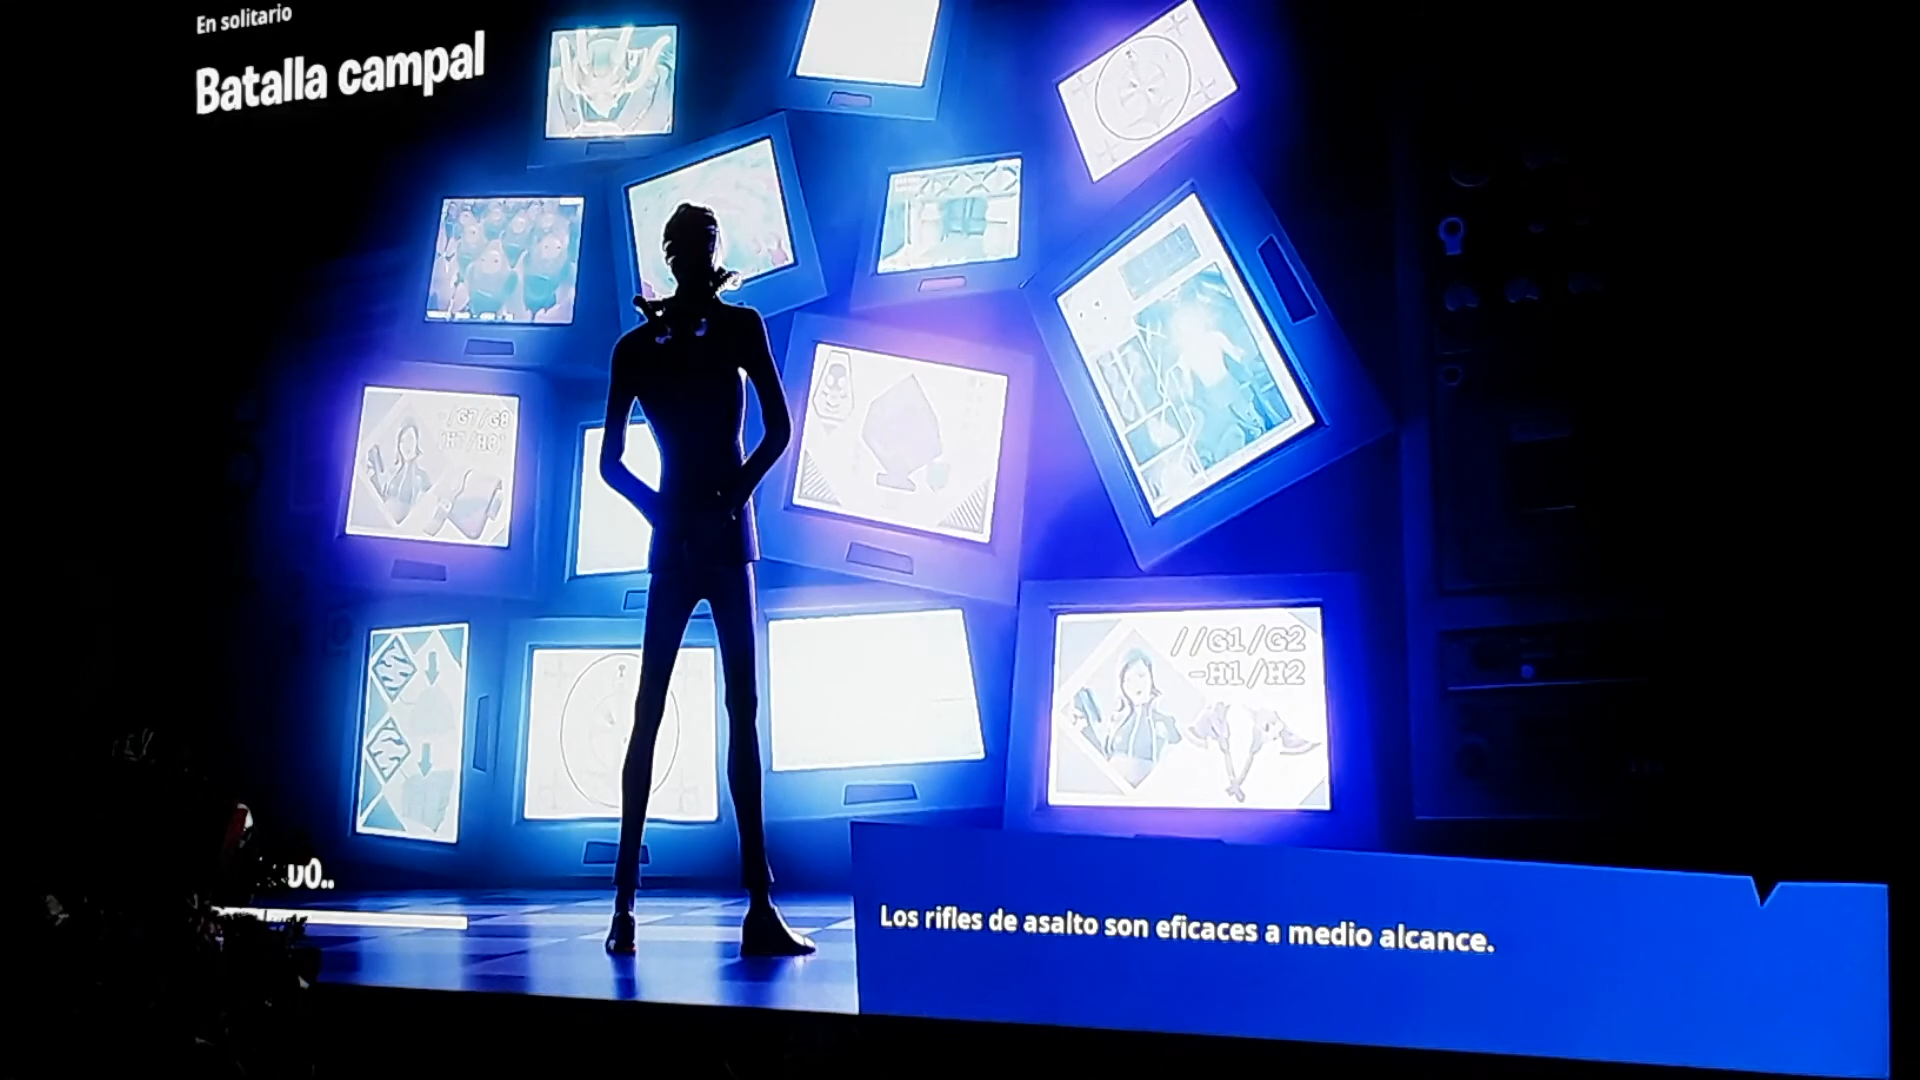 En solitario
Batalla campal
//G1/G2
-H1/H2
Los rifles de asalto son eficaces a medio alcance.